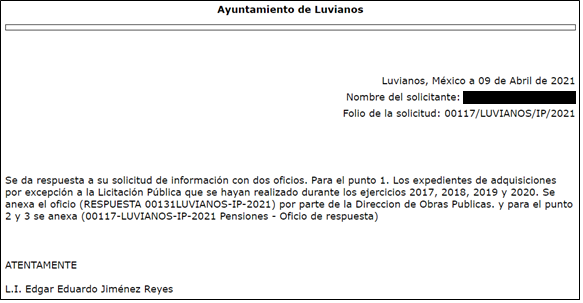 Ayuntamiento de Luvianos
Luvianos, México a 09 de Abril de 2021
Nombre del solicitante:
Folio de la solicitud: 00117/LUVIANOS/IP/2021
Se da respuesta a su solicitud de información con dos oficios. Para el punto 1. Los expedientes de adquisiciones
por excepción a la Licitación Pública que se hayan realizado durante los ejercicios 2017, 2018, 2019 y 2020. Se
anexa el oficio (RESPUESTA 00131LUVIANOS-IP-2021) por parte de la Direccion de Obras Publicas. y para el punto
2 y 3 se anexa (00117-LUVIANOS-IP-2021 Pensiones - Oficio de respuesta)
ATENTAMENTE
L.I. Edgar Eduardo Jiménez Reyes